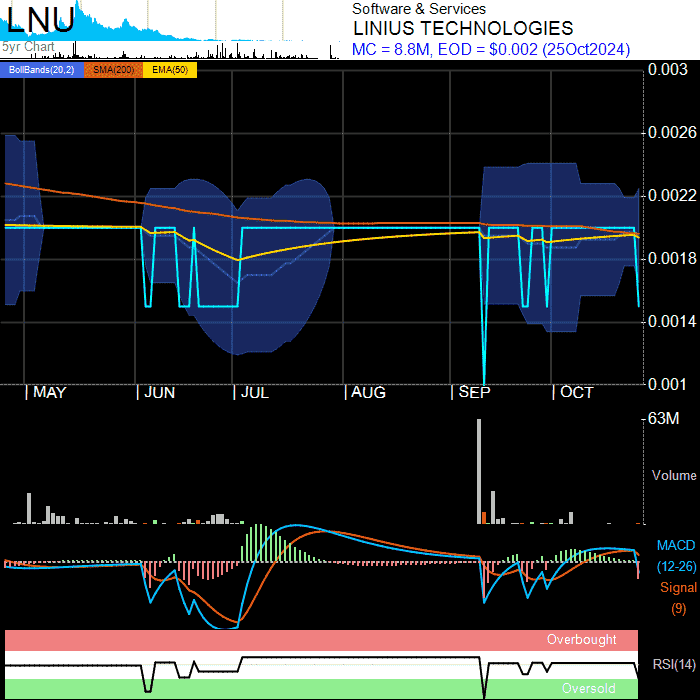 LNU
5yr Chart
Software & Services
LINIUS TECHNOLOGIES
MC = 8.8M, EOD = $0.002 (25Oct2024)
BollBands(20,2) SMA(200) EMA(50)
0.003
0.0026
0.0022
0.0018
0.0014
0.001
MAY JUN JUL AUG SEP OCT
63M
Volume
MACD
(12-26)
Signal
(9)
Overbought
RSI(14)
Oversold